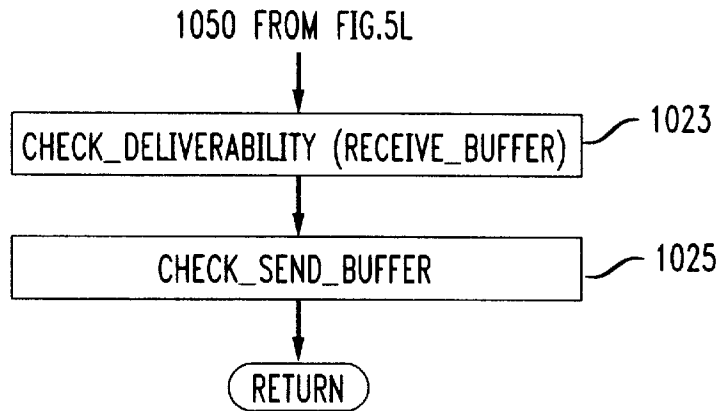 1050 FROM FIG.5L
1023
CHECK_DELIVERABILITY (RECEIVE_BUFFER)
CHECK_SEND_BUFFER
1025
RETURN